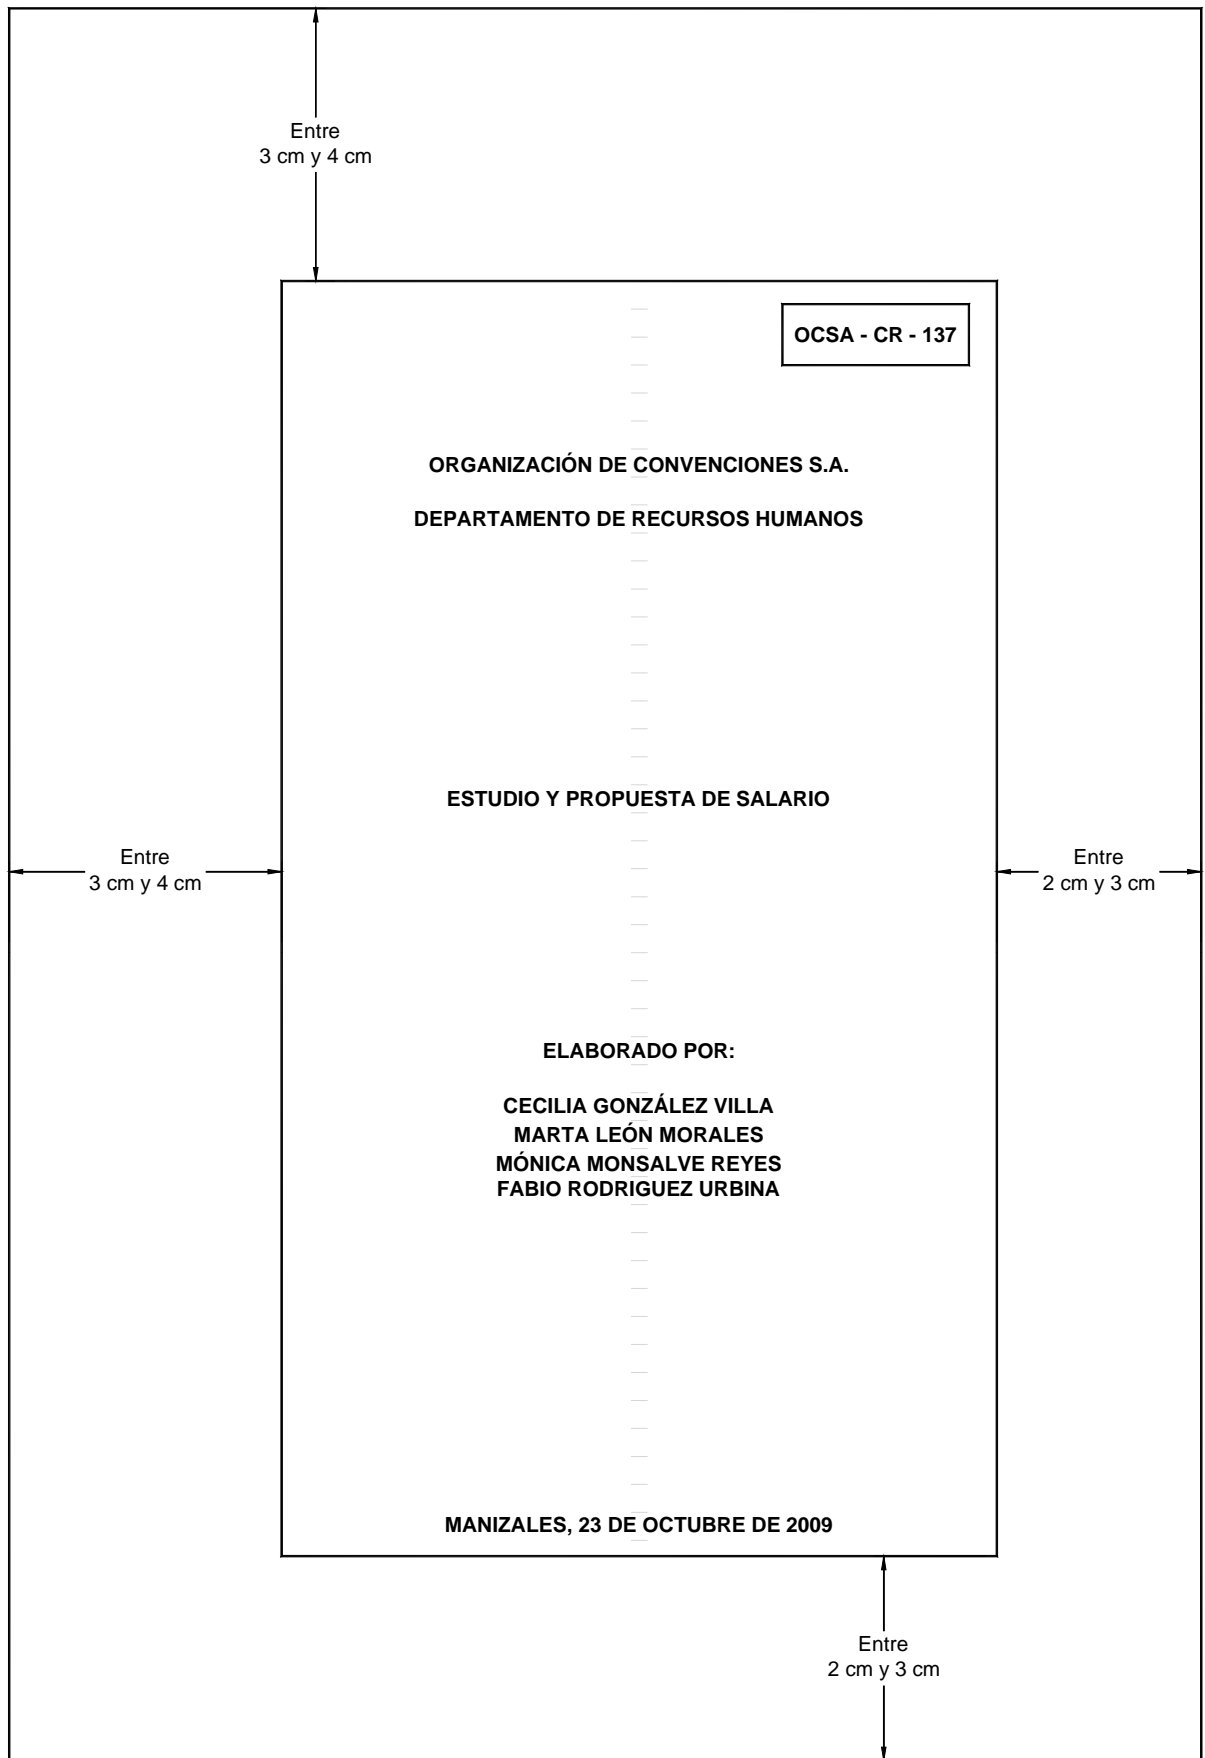 Entre
3 cm y 4 cm
OCSA - CR - 137
ORGANIZACIÓN DE CONVENCIONES S.A.
DEPARTAMENTO DE RECURSOS HUMANOS
ESTUDIO Y PROPUESTA DE SALARIO
Entre
3 cm y 4 cm
Entre
2 cm y 3 cm
ELABORADO POR:
CECILIA GONZÁLEZ VILLA
MARTA LEÓN MORALES
MÓNICA MONSALVE REYES
FABIO RODRIGUEZ URBINA
MANIZALES, 23 DE OCTUBRE DE 2009
Entre
2 cm y 3 cm